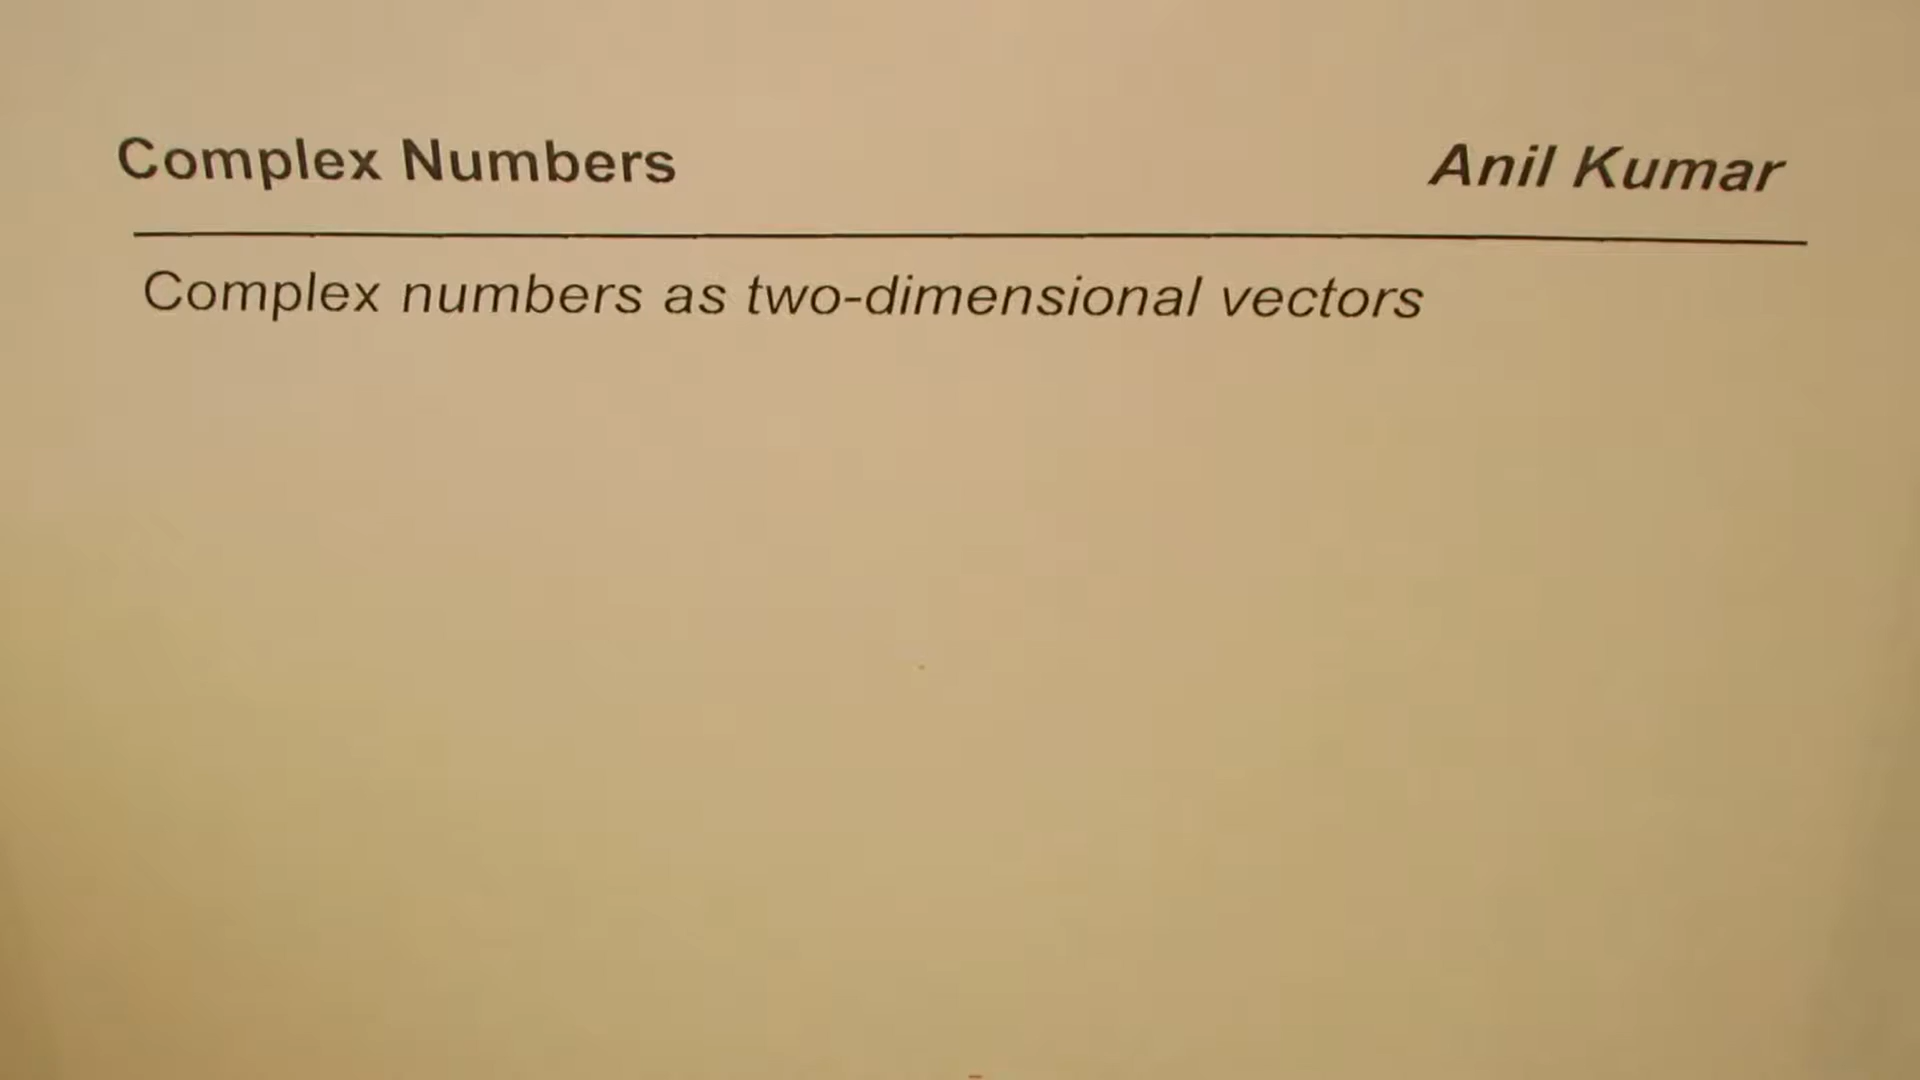 Complex Numbers Anil Kumar
Complex numbers as two-dimensional vectors